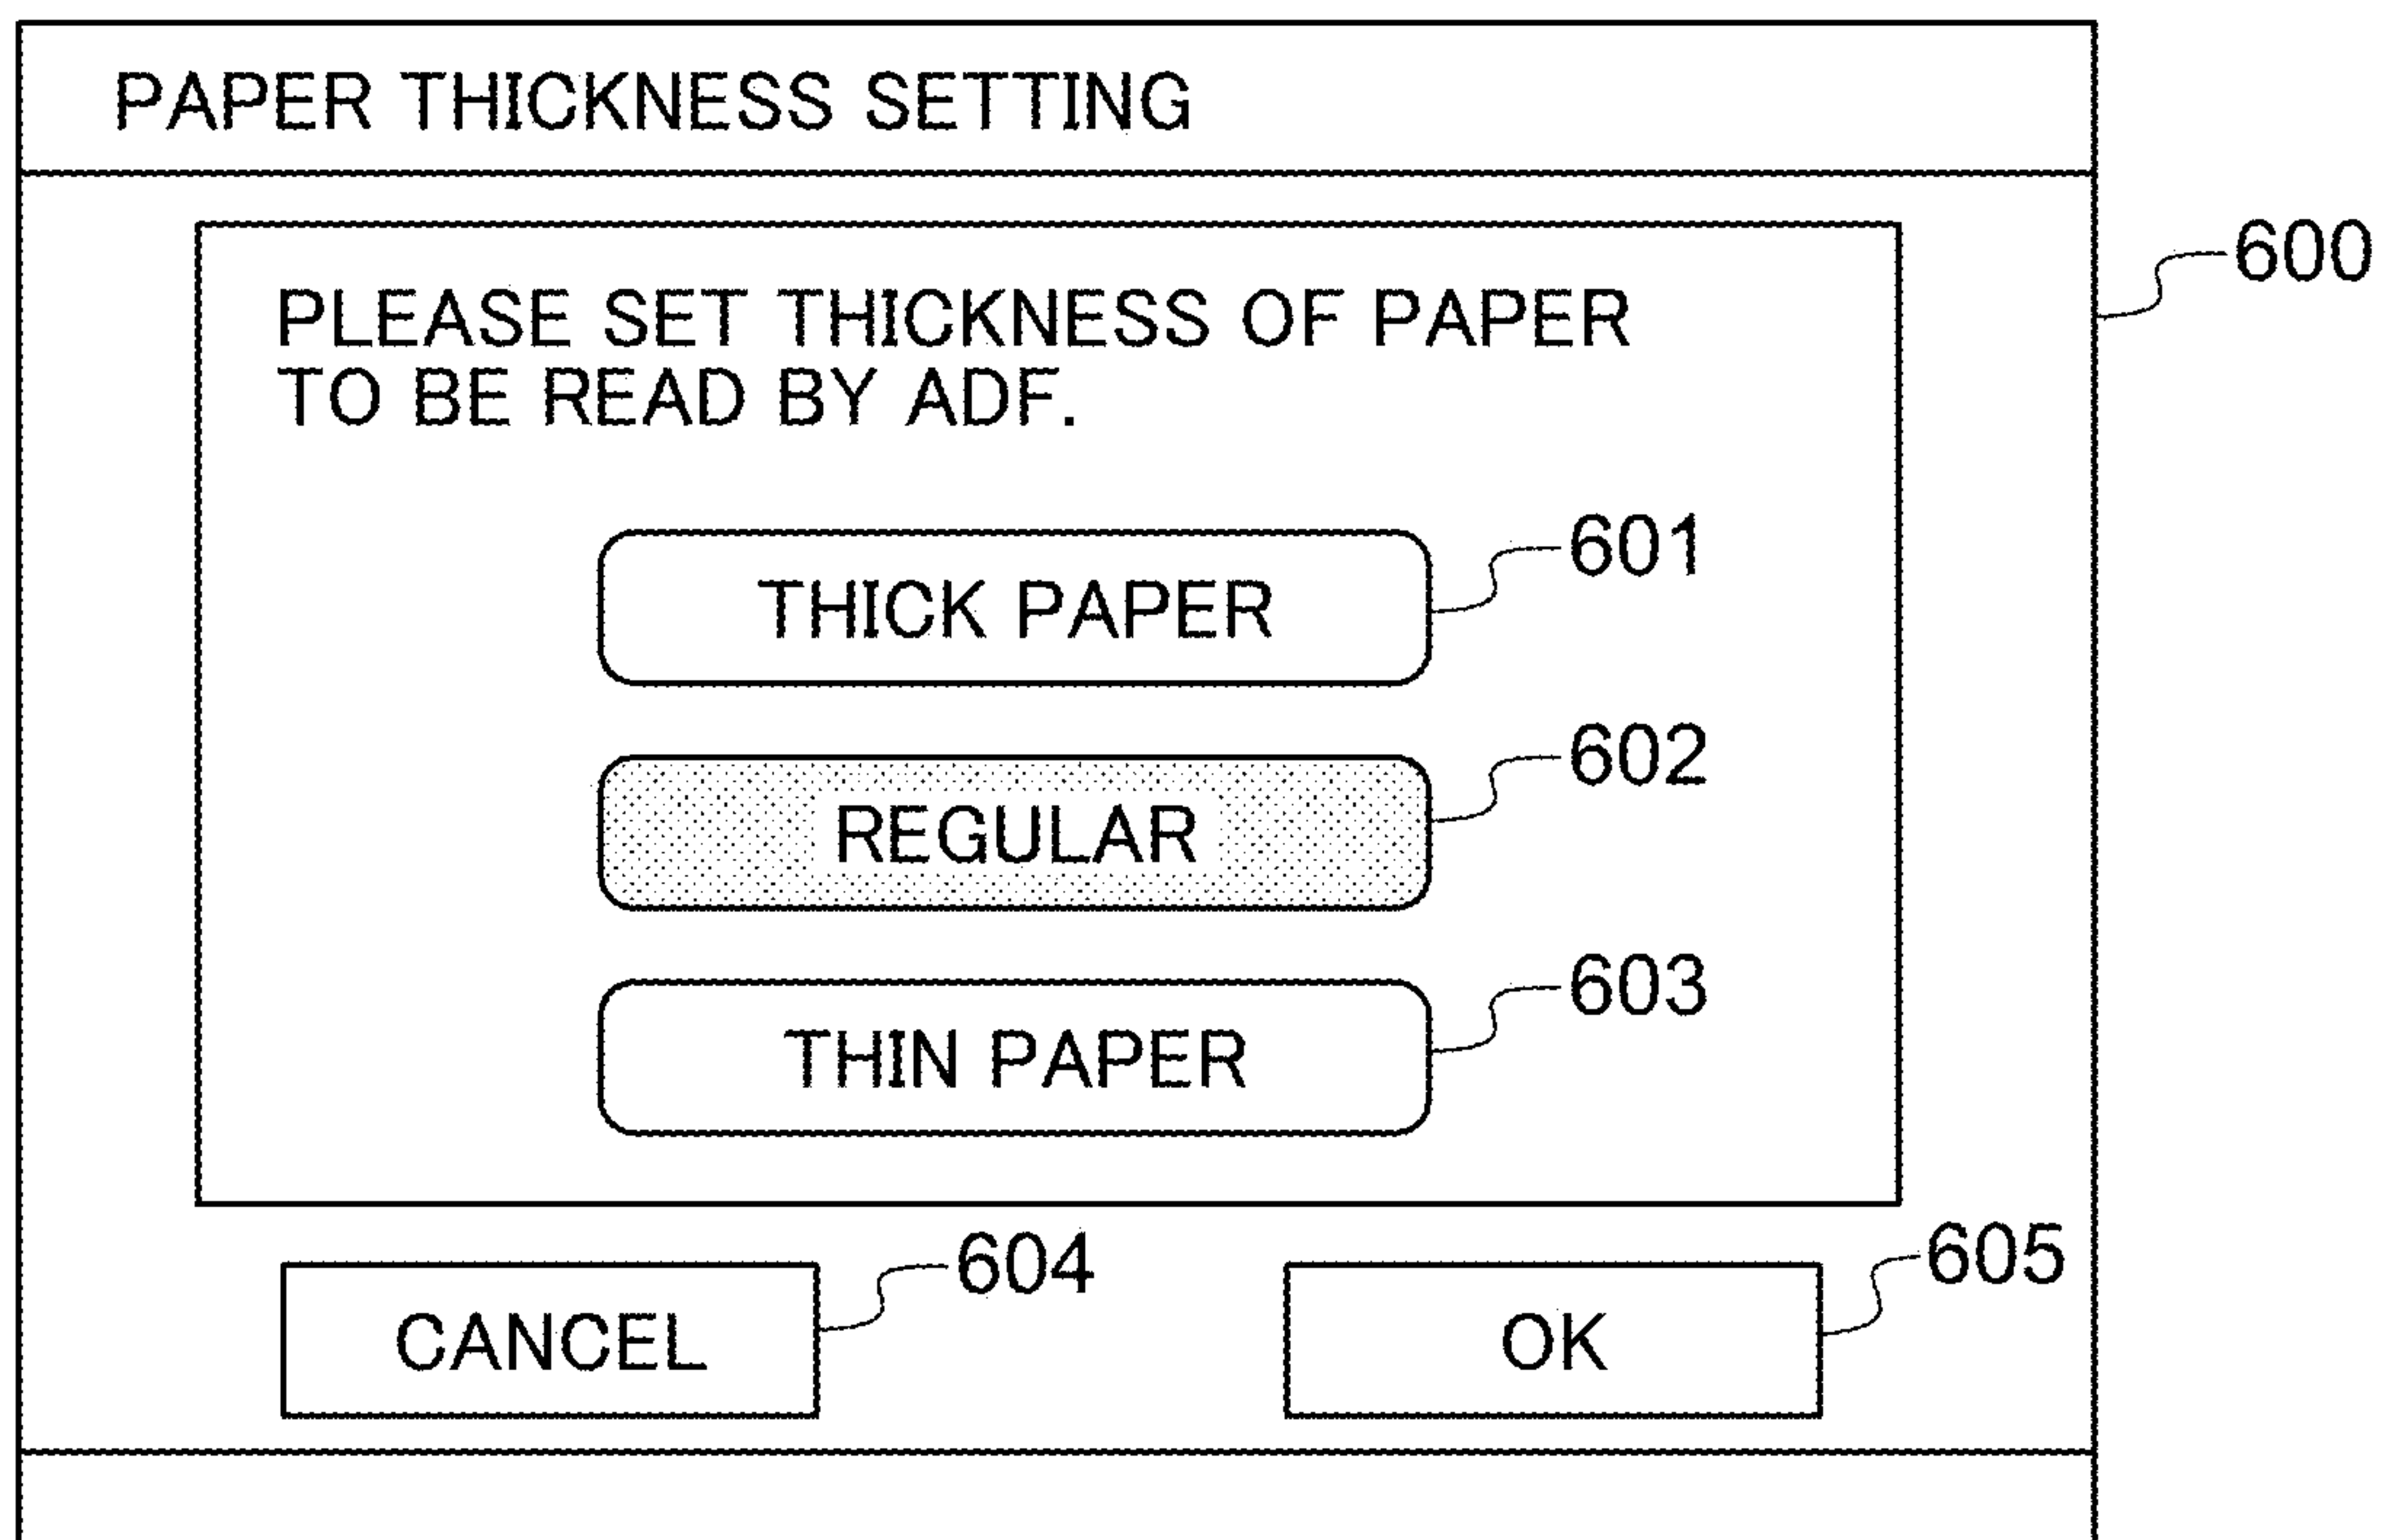 PAPER THICKNESS SETTING
600
PLEASE SET THICKNESS OF PAPER
TO BE READ BY ADF.
601
THICK PAPER
602
REGULAR
603
THIN PAPER
604
605
CANCEL
OK